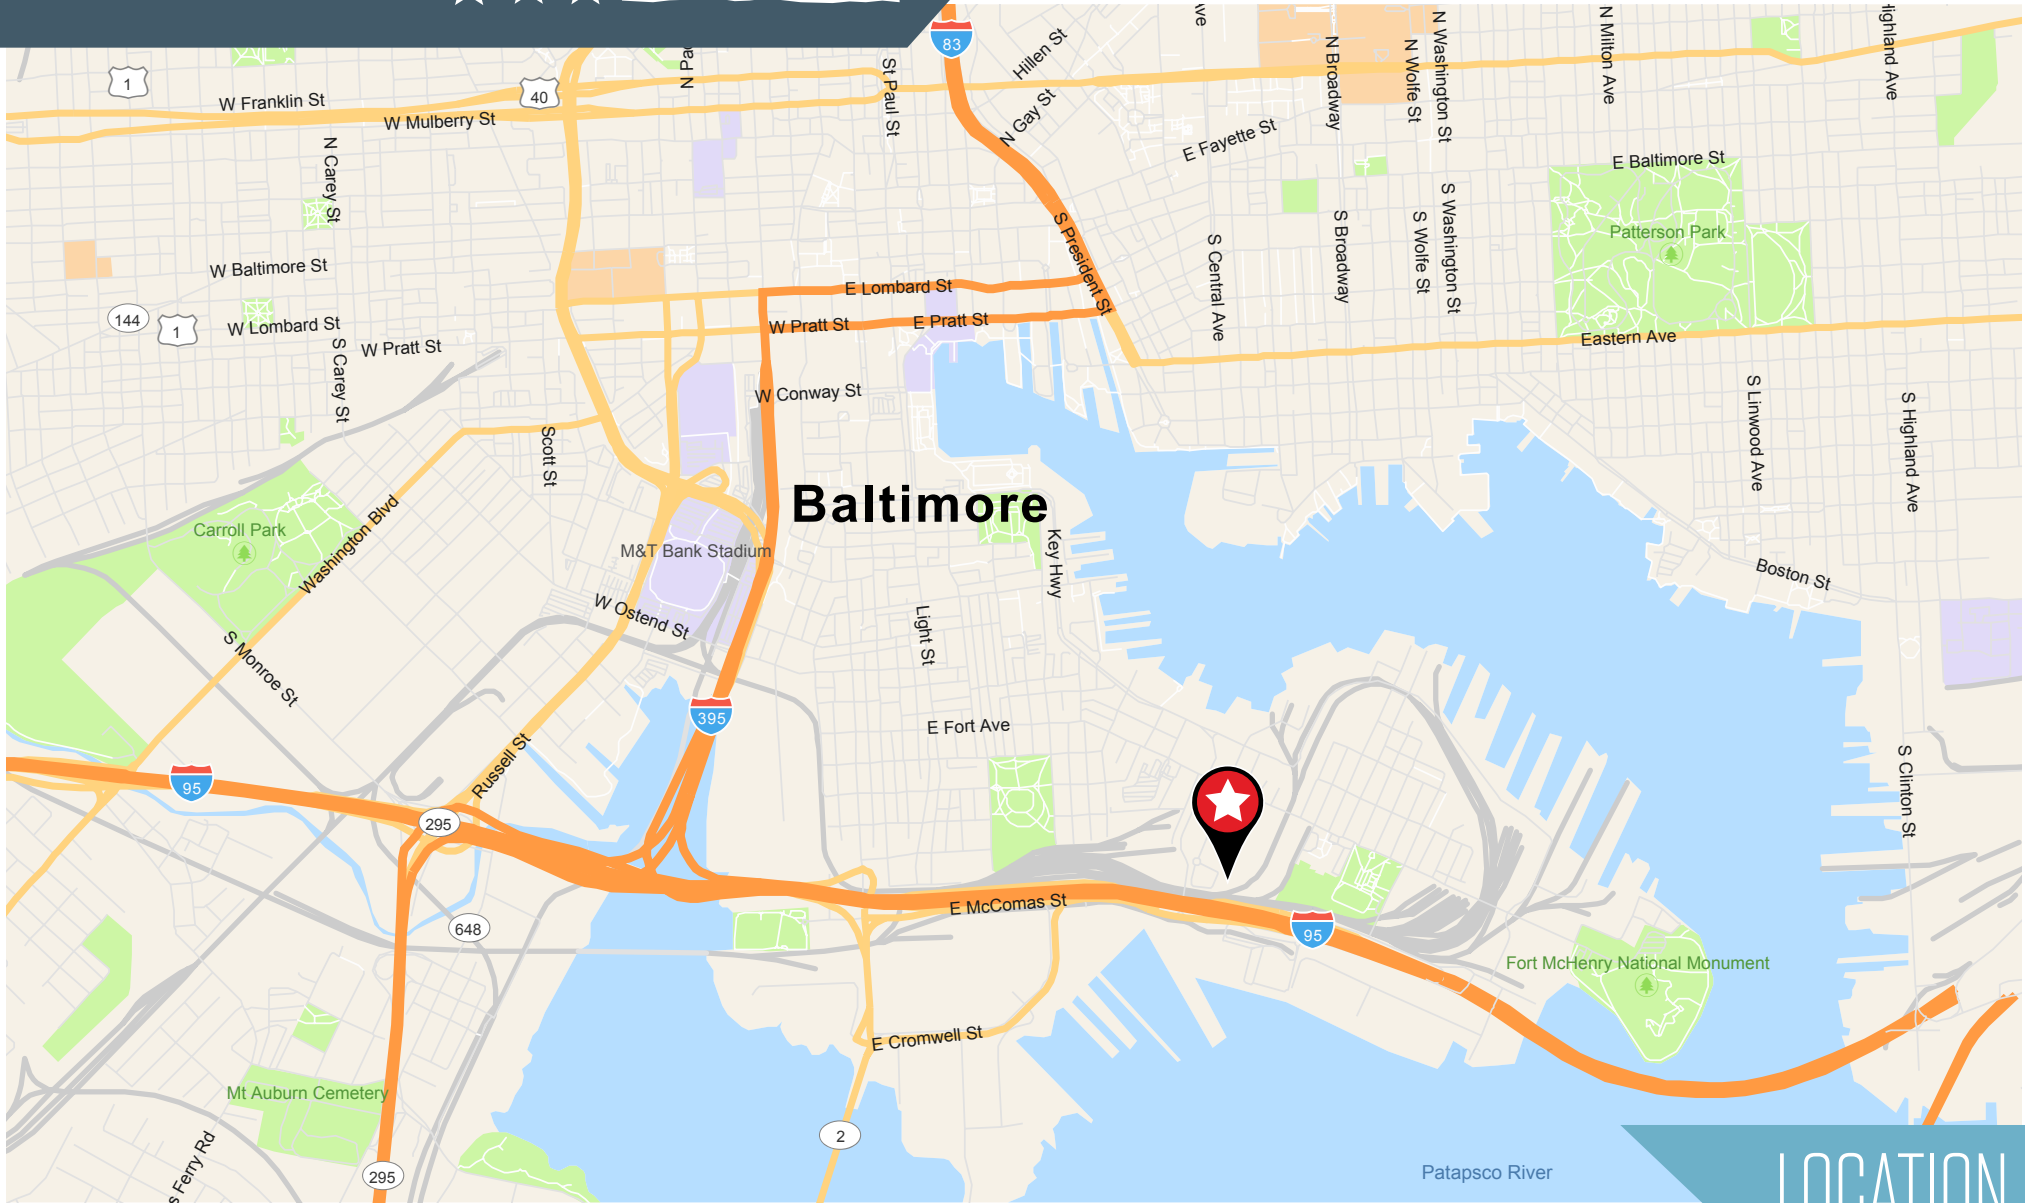 83
Hillen St
1
40
W Franklin St
W Mulberry St
St Paul St
N Gay St
E Fayette St
N Broadway
N Wolfe St
N Washington St
N Milton Ave
N Carey St
E Baltimore St
Patterson Park
S President St
S Central Ave
S Broadway
S Wolfe St
S Washington St
W Baltimore St
E Lombard St
144
1
W Lombard St
W Pratt St
E Pratt St
W Pratt St
Eastern Ave
S Carey St
W Conway St
S Linwood Ave
S Highland Ave
Scott St
Baltimore
Carroll Park
Washington Blvd
M&T Bank Stadium
Key Hwy
Boston St
W Ostend St
Light St
S Monroe St
395
E Fort Ave
Russell St
95
S Clinton St
295
E McComas St
95
648
Fort McHenry National Monument
E Cromwell St
Mt Auburn Cemetery
2
295
Ferry Rd
Patapsco River
LOCATION